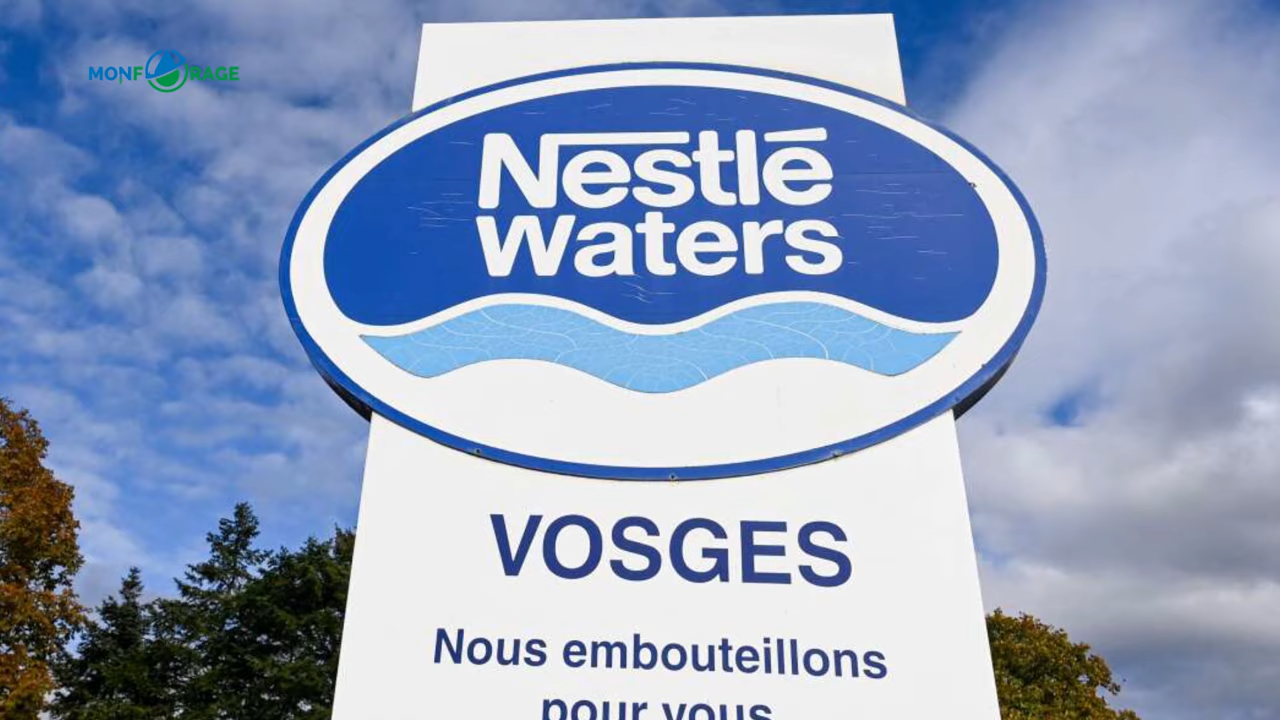 MONFORAGE
Nestlé
Waters
VOSGES
Nous embouteillons
pour vous